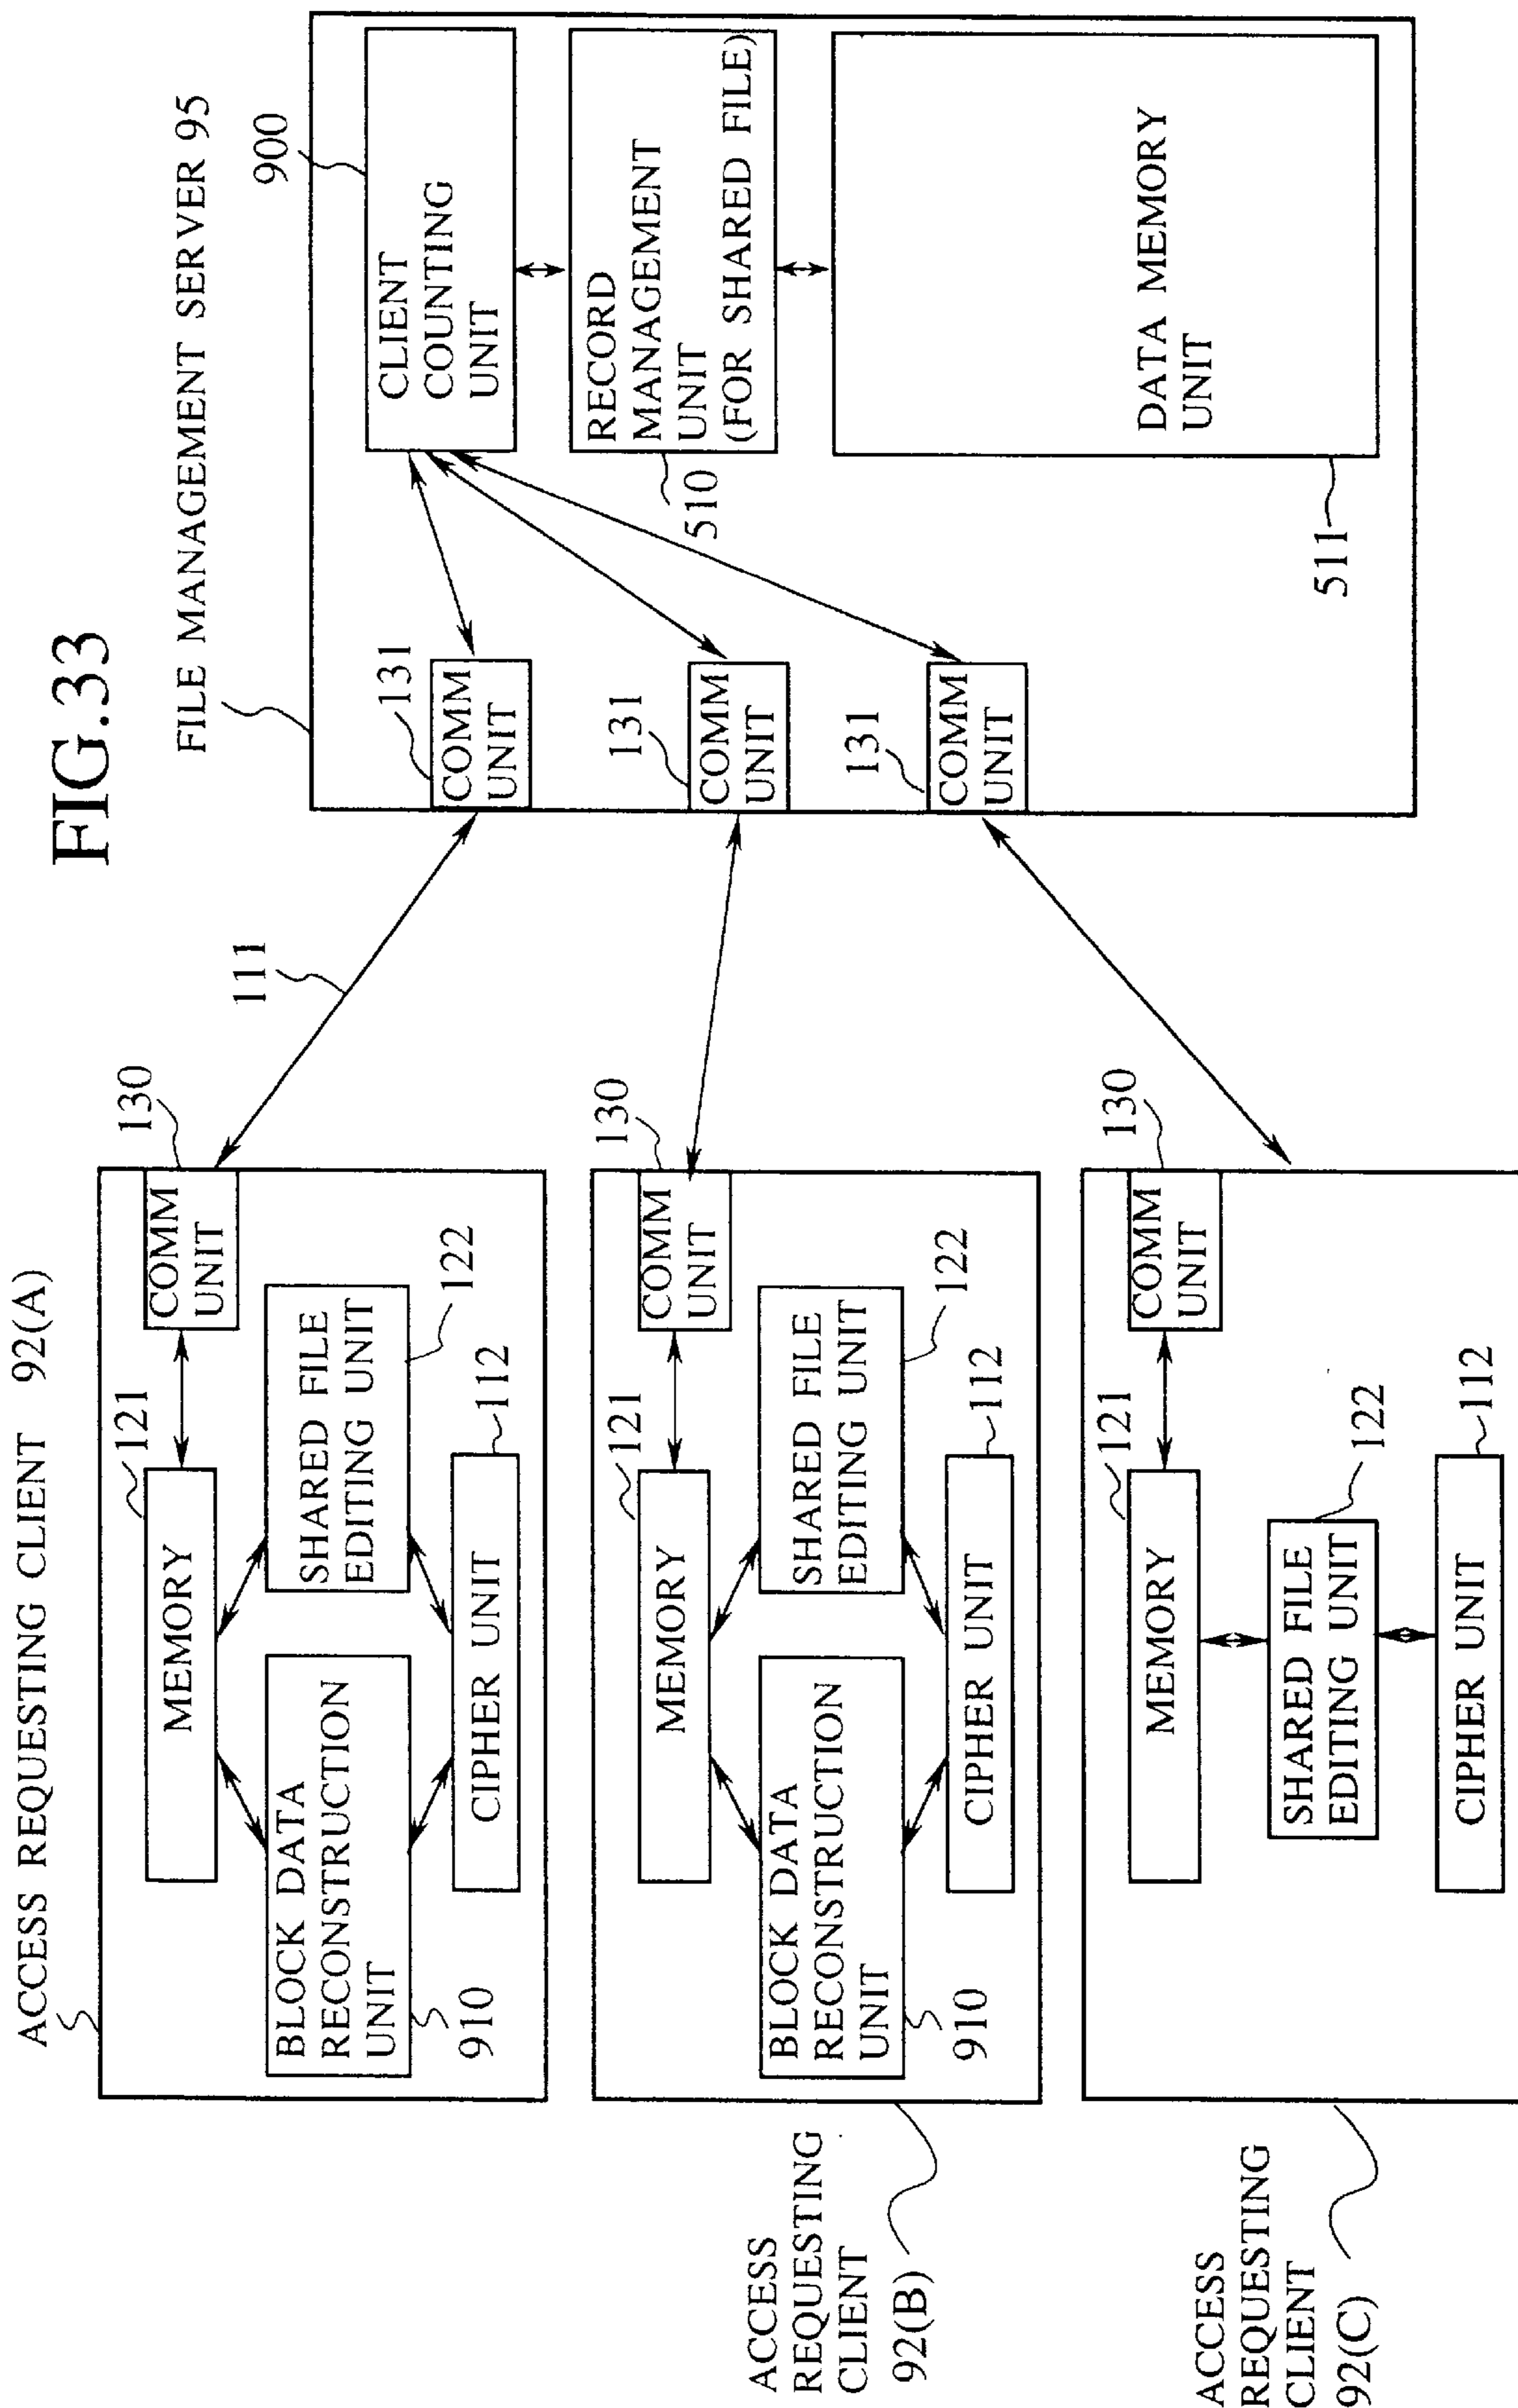 FIG.33
ACCESS REQUESTING CLIENT 92(A)
121
130
MEMORY
COMM
UNIT
BLOCK DATA
RECONSTRUCTION
UNIT
SHARED FILE
EDITING UNIT
122
910
CIPHER UNIT
112
111
ACCESS
REQUESTING
CLIENT
92(B)
121
130
MEMORY
COMM
UNIT
BLOCK DATA
RECONSTRUCTION
UNIT
SHARED FILE
EDITING UNIT
122
910
CIPHER UNIT
112
ACCESS
REQUESTING
CLIENT
92(C)
121
130
MEMORY
COMM
UNIT
SHARED FILE
EDITING UNIT
122
CIPHER UNIT
112
FILE MANAGEMENT SERVER 95
900
131
COMM
UNIT
131
COMM
UNIT
131
COMM
UNIT
CLIENT
COUNTING
UNIT
RECORD
MANAGEMENT
UNIT
(FOR SHARED FILE)
510
DATA MEMORY
UNIT
511